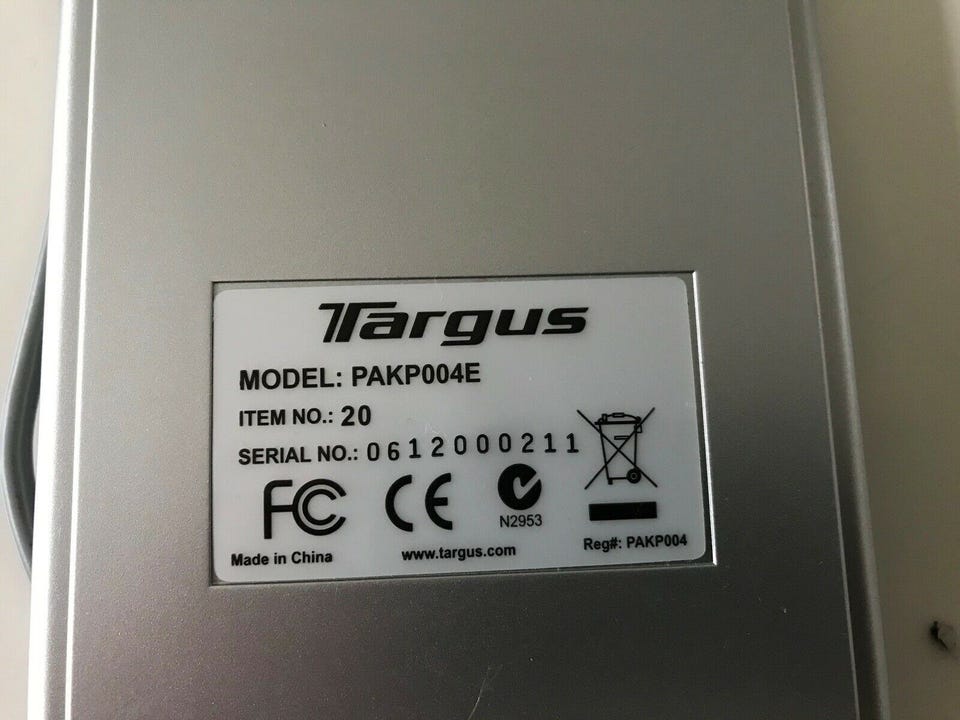 Targus
MODEL: PAKP004E
ITEM NO.: 20
SERIAL NO.: 0612000211
FC CE
N2953
Made in China www.targus.com Reg#: PAKP004